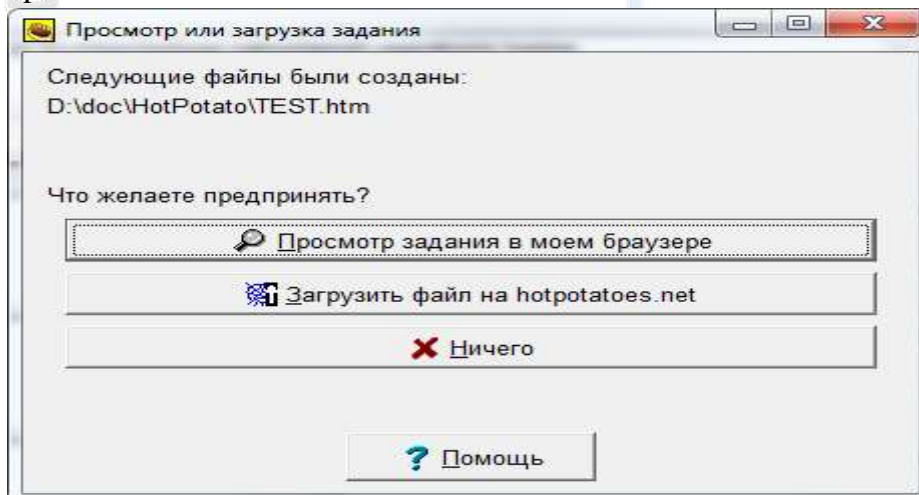 Просмотр или загрузка задания
Следующие файлы были созданы:
D:\doc\HotPotato\TEST.htm
Что желаете предпринять?
Просмотр задания в моем браузере
Загрузить файл на hotpotatoes.net
Ничего
Помощь